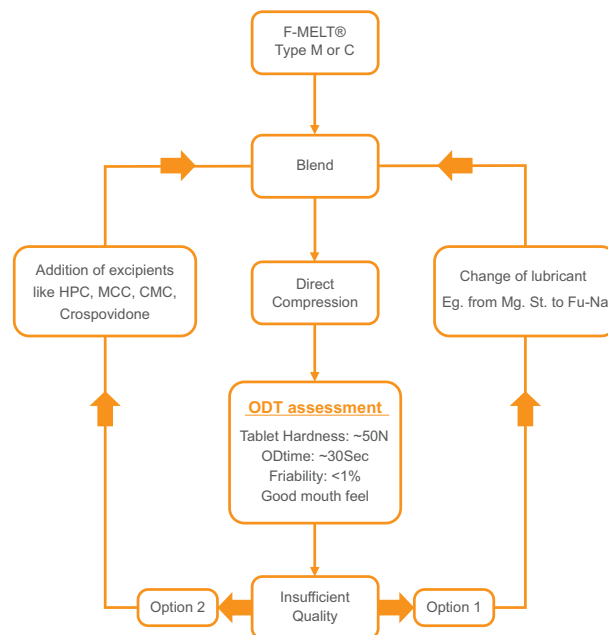 F-MELT®
Type M or C
Blend
Addition of excipients
like HPC, MCC, CMC,
Crospovidone
Direct
Compression
Change of lubricant
Eg. from Mg. St. to Fu-Na
ODT assessment
Tablet Hardness: ~50N
ODtime: ~30Sec
Friability: <1%
Good mouth feel
Option 2
Insufficient
Quality
Option 1